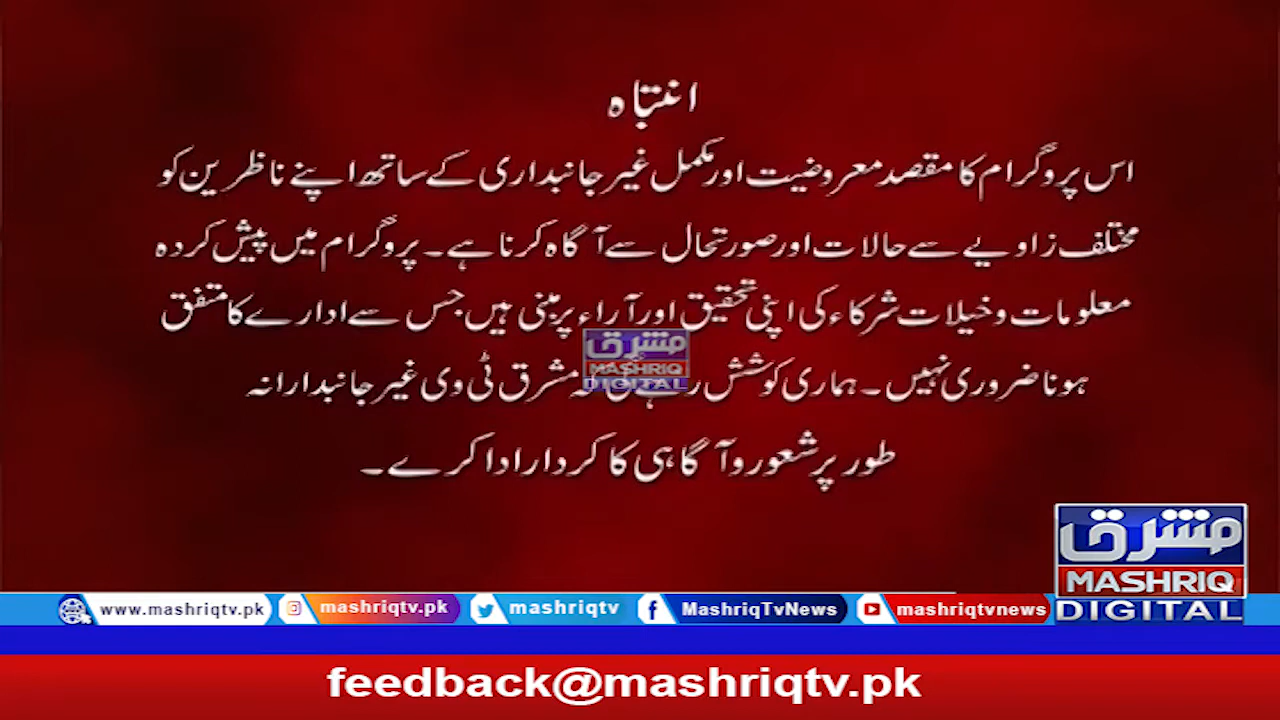 انتباہ
اس پروگرام کا مقصد معروضیت اور مکمل غیر جانبداری کے ساتھ اپنے ناظرین کو
مختلف زاویے سے حالات اور صورتحال سے آگاہ کرنا ہے۔ پروگرام میں پیش کردہ
معلومات و خیلات شرکاء کی اپنی تحقیق اور آراء پر مبنی ہیں جس سے ادارے کا متفق
ہونا ضروری نہیں۔ ہماری کوشش مشرق ٹی وی غیر جانبدارانہ
طور پر شعور و آگاہی کا کردار ادا کرے۔
مشرق
MASHRIQ
DIGITAL
مشرق
MASHRIQ
DIGITAL
www.mashriqtv.pk
mashriqtv.pk
mashriqtv
MashriqTvNews
mashriqtvnews
feedback@mashriqtv.pk